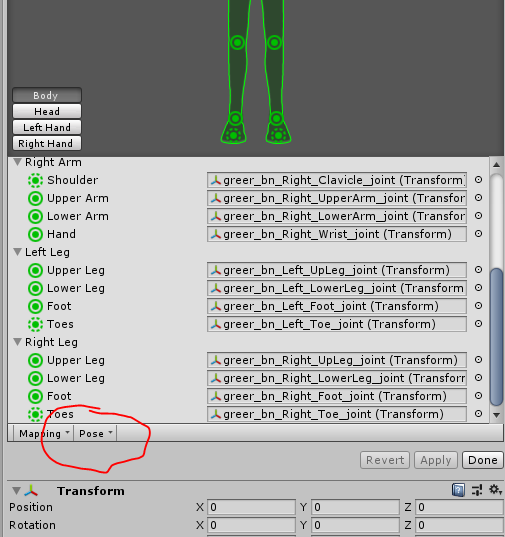 Body
Head
Left Hand
Right Hand
Right Arm
Shoulder greer_bn_Right_Clavicle_joint (Transform)
Upper Arm greer_bn_Right_UpperArm_joint (Transfor
Lower Arm greer_bn_Right_LowerArm_joint (Transfor
Hand greer_bn_Right_Wrist_joint (Transform)
Left Leg
Upper Leg greer_bn_Left_UpLeg_joint (Transform)
Lower Leg greer_bn_Left_LowerLeg_joint (Transform
Foot greer_bn_Left_Foot_joint (Transform)
Toes greer_bn_Left_Toe_joint (Transform)
Right Leg
Upper Leg greer_bn_Right_UpLeg_joint (Transform)
Lower Leg greer_bn_Right_LowerLeg_joint (Transforr
Foot greer_bn_Right_Foot_joint (Transform)
Toes greer_bn_Right_Toe_joint (Transform)
Mapping Pose
Revert Apply Done
Transform
Position X 0 Y 0 Z 0
Rotation X 0 Y 0 Z 0